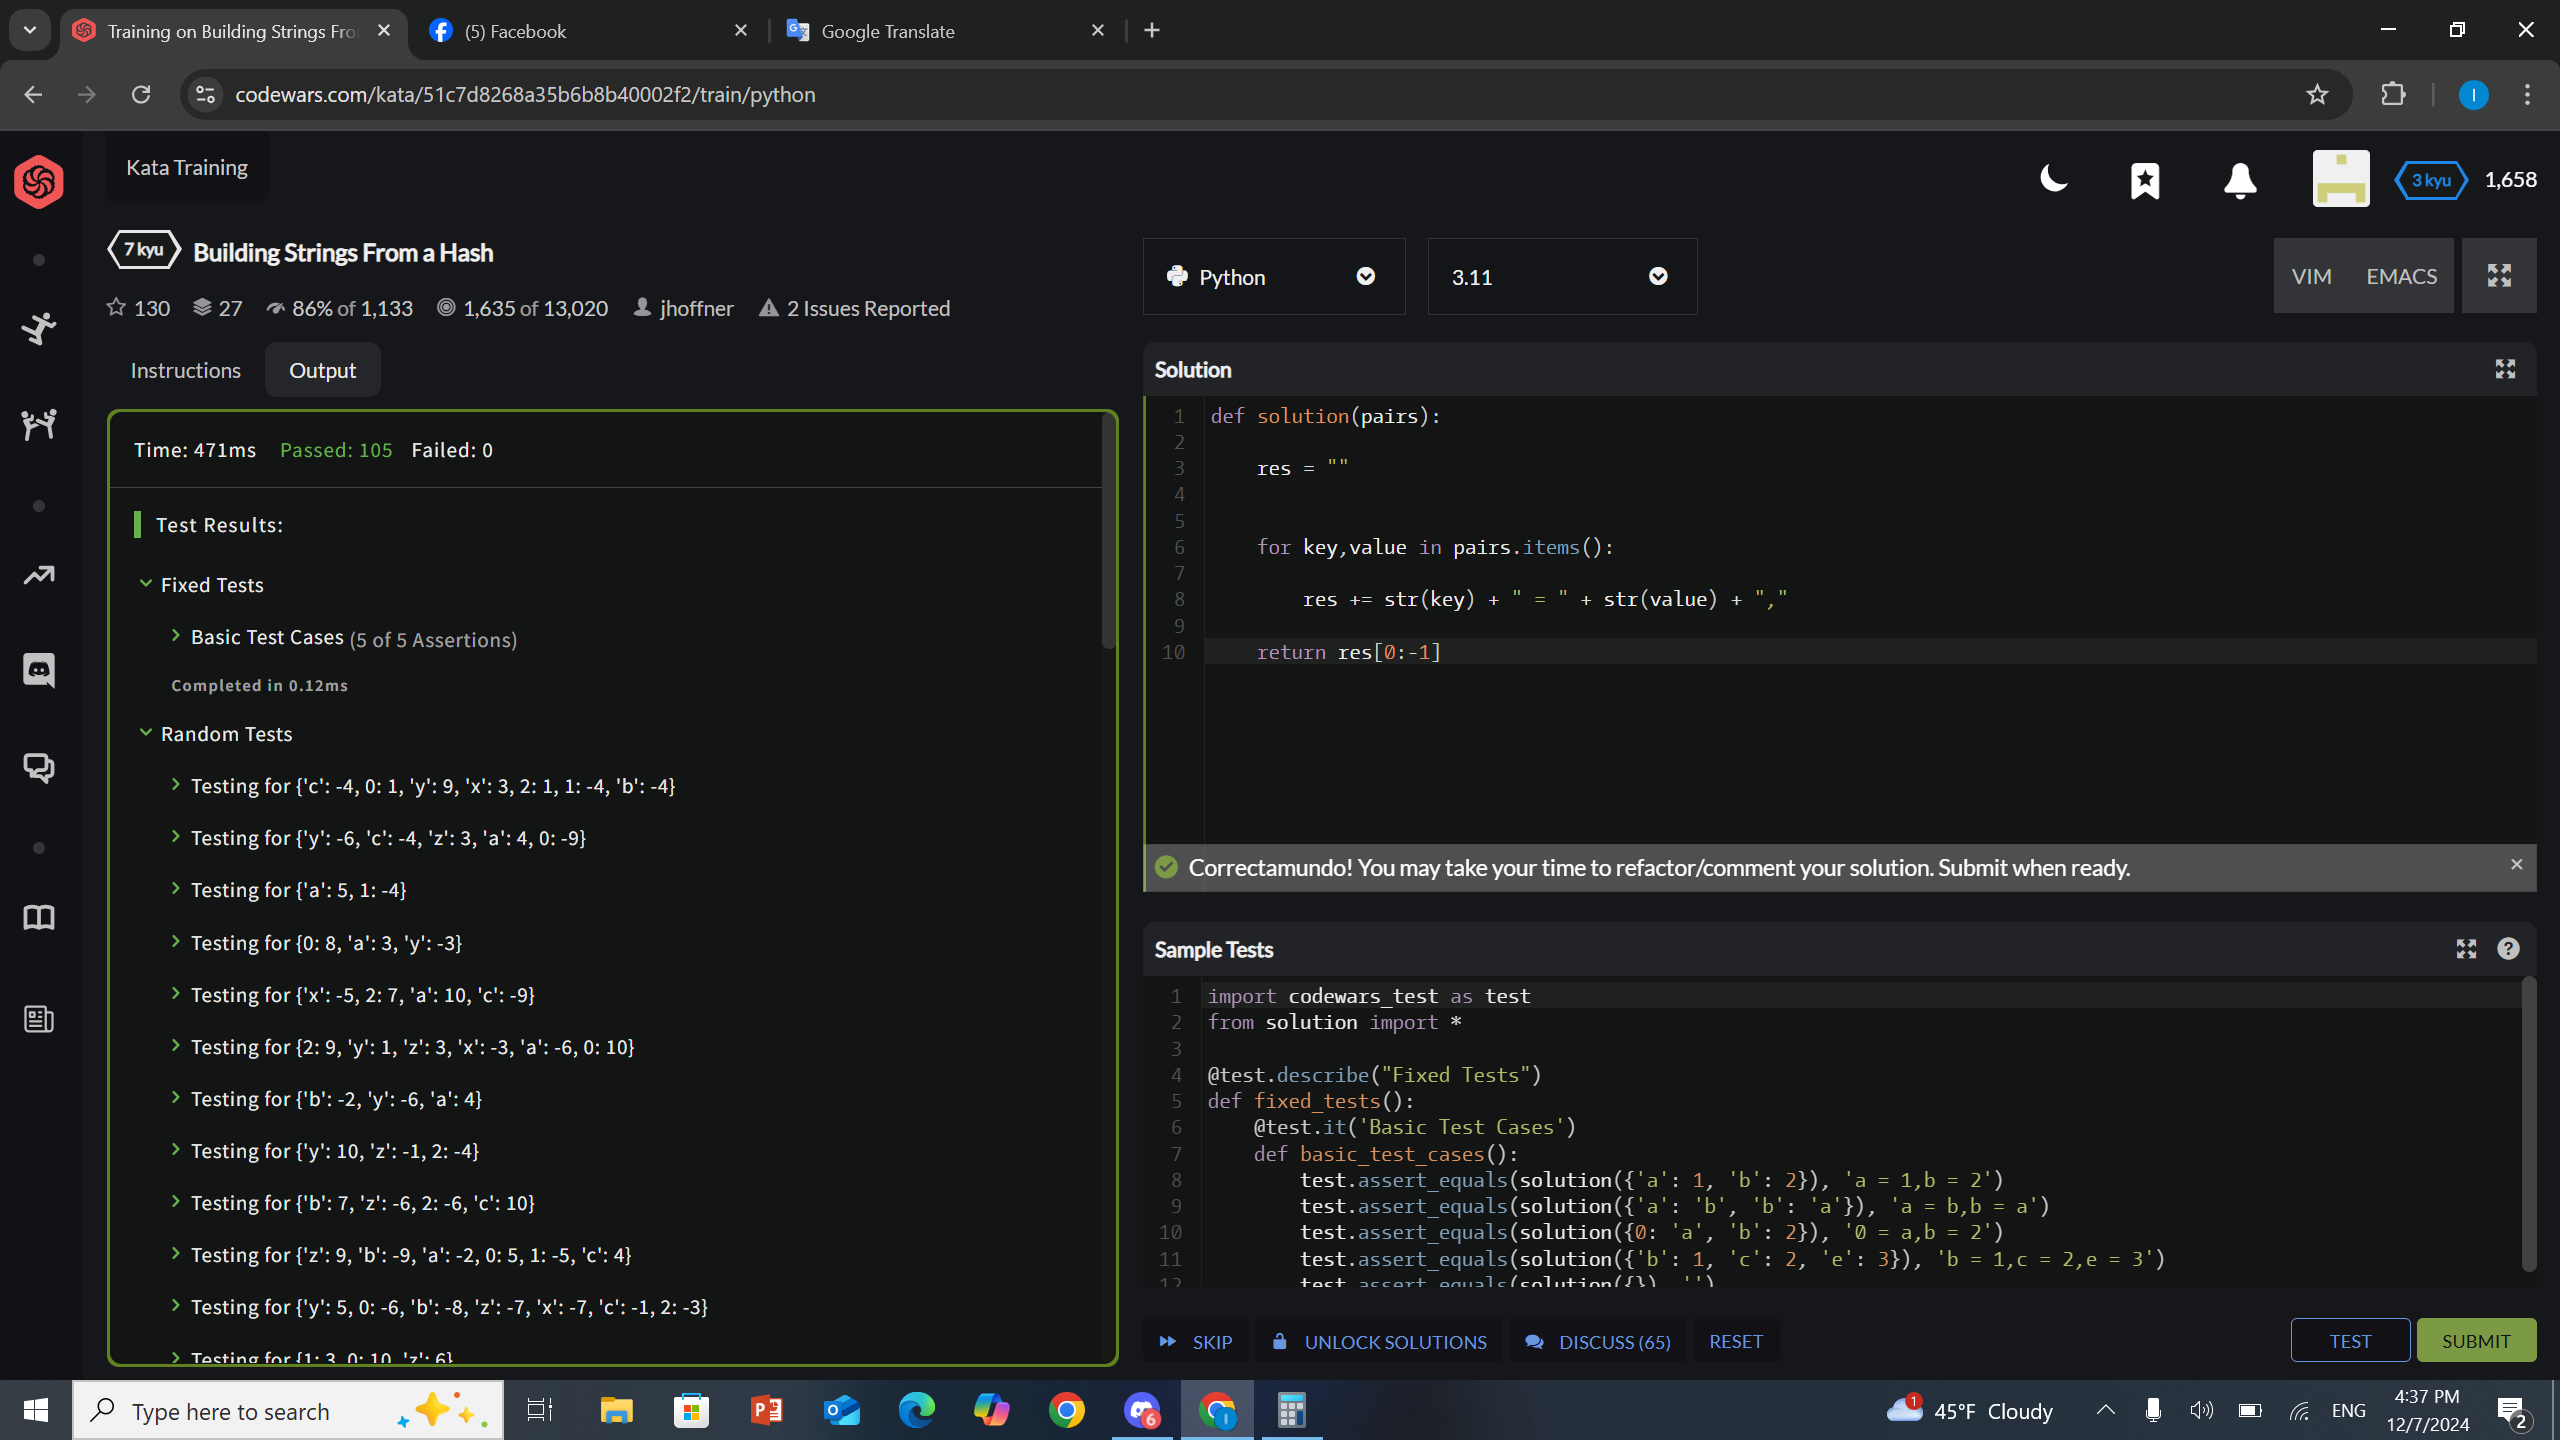 Training on Building Strings Fro
(5) Facebook
Google Translate
codewars.com/kata/51c7d8268a35b6b8b40002f2/train/python
I
Kata Training
3 kyu
1,658
7 kyu
Building Strings From a Hash
130
27
86% of 1,133
1,635 of 13,020
jhoffner
2 Issues Reported
Python
3.11
VIM
EMACS
Instructions
Output
Time: 471ms Passed: 105 Failed: 0
Test Results:
Fixed Tests
Basic Test Cases (5 of 5 Assertions)
Completed in 0.12ms
Random Tests
Testing for {'c': -4, 0: 1, 'y': 9, 'x': 3, 2: 1, 1: -4, 'b': -4}
Testing for {'y': -6, 'c': -4, 'z': 3, 'a': 4, 0: -9}
Testing for {'a': 5, 1: -4}
Testing for {0: 8, 'a': 3, 'y': -3}
Testing for {'x': -5, 2: 7, 'a': 10, 'c': -9}
Testing for {2: 9, 'y': 1, 'z': 3, 'x': -3, 'a': -6, 0: 10}
Testing for {'b': -2, 'y': -6, 'a': 4}
Testing for {'y': 10, 'z': -1, 2: -4}
Testing for {'b': 7, 'z': -6, 2: -6, 'c': 10}
Testing for {'z': 9, 'b': -9, 'a': -2, 0: 5, 1: -5, 'c': 4}
Testing for {'y': 5, 0: -6, 'b': -8, 'z': -7, 'x': -7, 'c': -1, 2: -3}
Testing for {1: 3, 0: 10, 'z': 6}
Solution
1 def solution(pairs):
2
3     res = ""
4
5
6     for key,value in pairs.items():
7
8         res += str(key) + " = " + str(value) + ","
9
10     return res[0:-1]
Correctamundo! You may take your time to refactor/comment your solution. Submit when ready.
Sample Tests
1 import codewars_test as test
2 from solution import *
3
4 @test.describe("Fixed Tests")
5 def fixed_tests():
6     @test.it('Basic Test Cases')
7     def basic_test_cases():
8         test.assert_equals(solution({'a': 1, 'b': 2}), 'a = 1,b = 2')
9         test.assert_equals(solution({'a': 'b', 'b': 'a'}), 'a = b,b = a')
10         test.assert_equals(solution({0: 'a', 'b': 2}), '0 = a,b = 2')
11         test.assert_equals(solution({'b': 1, 'c': 2, 'e': 3}), 'b = 1,c = 2,e = 3')
12         test.assert_equals(solution({}), '')
SKIP
UNLOCK SOLUTIONS
DISCUSS (65)
RESET
TEST
SUBMIT
Type here to search
6
1
45°F Cloudy
ENG
4:37 PM
12/7/2024
2